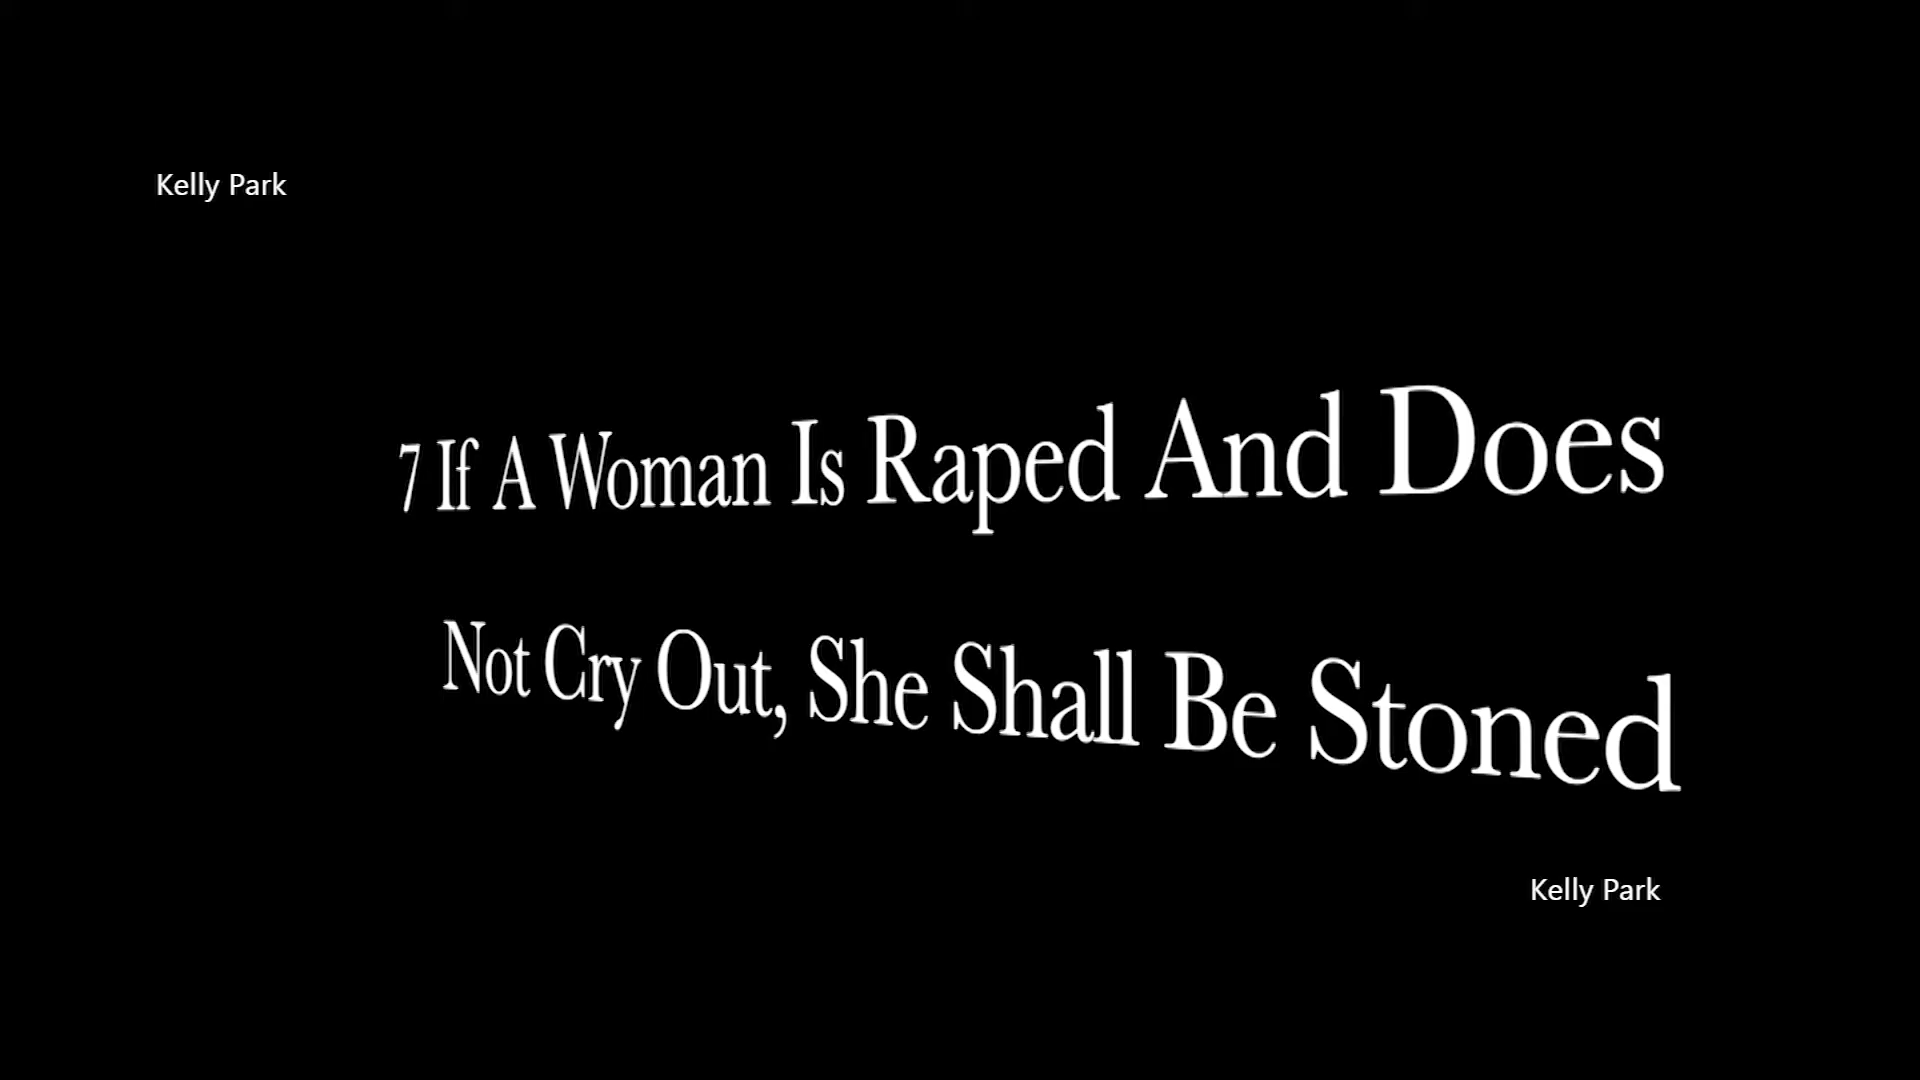 Kelly Park
7 If A Woman Is Raped And Does
Not Cry Out, She Shall Be Stoned
Kelly Park